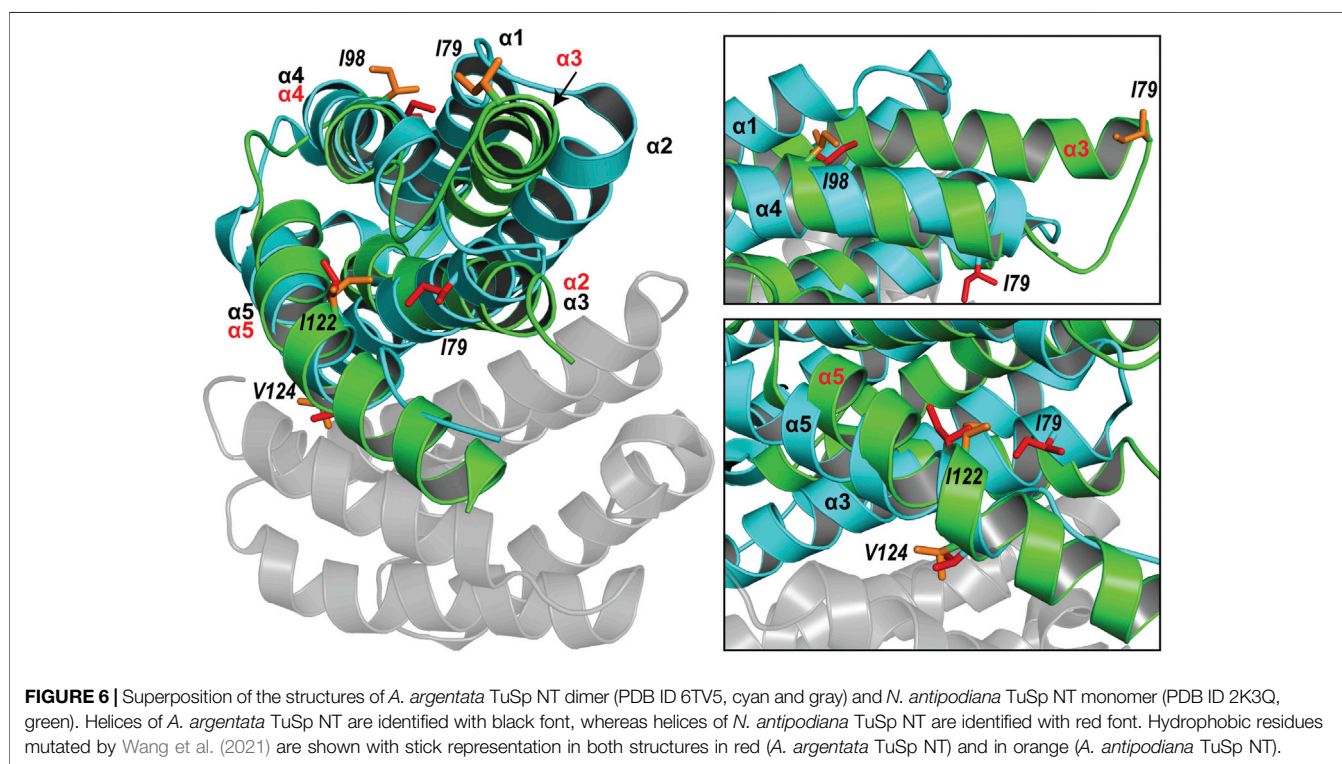 I98
I79
α1
α3
α4
α4
α2
α2
α3
α5
α5
I122
I79
V124
I79
α1
α3
I98
α4
I79
α5
α5
I79
I122
α3
V124
FIGURE 6 | Superposition of the structures of A. argentata TuSp NT dimer (PDB ID 6TV5, cyan and gray) and N. antipodiana TuSp NT monomer (PDB ID 2K3Q,
green). Helices of A. argentata TuSp NT are identified with black font, whereas helices of N. antipodiana TuSp NT are identified with red font. Hydrophobic residues
mutated by Wang et al. (2021) are shown with stick representation in both structures in red (A. argentata TuSp NT) and in orange (A. antipodiana TuSp NT).